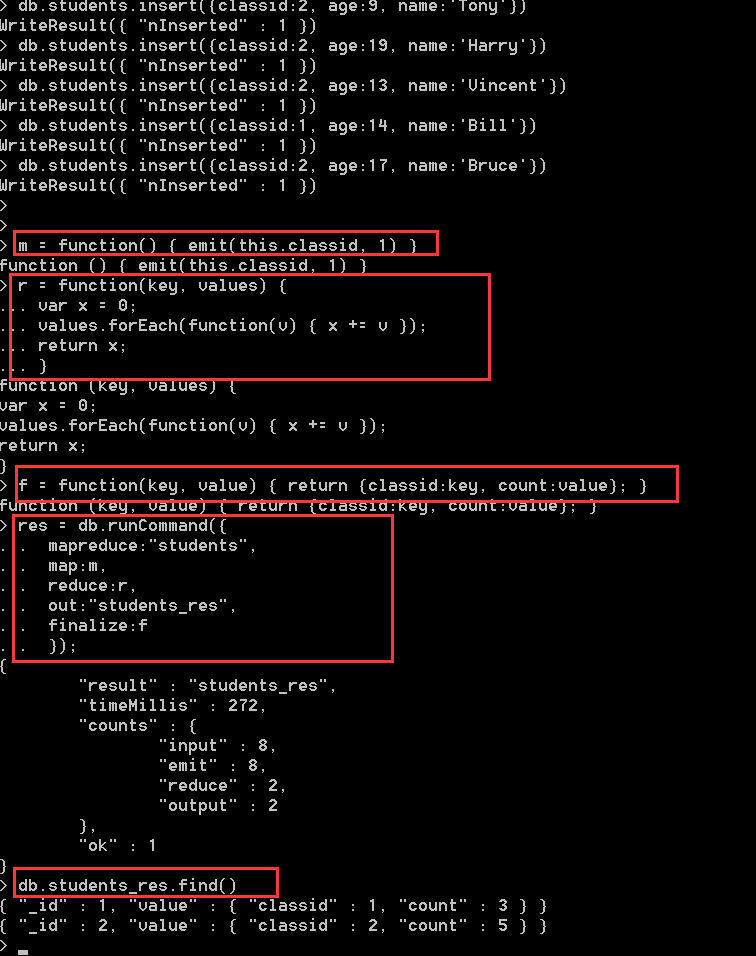 > db.students.insert({classid:2, age:9, name:'Tony'})
WriteResult({ "nInserted" : 1 })
> db.students.insert({classid:2, age:19, name:'Harry'})
WriteResult({ "nInserted" : 1 })
> db.students.insert({classid:2, age:13, name:'Vincent'})
WriteResult({ "nInserted" : 1 })
> db.students.insert({classid:1, age:14, name:'Bill'})
WriteResult({ "nInserted" : 1 })
> db.students.insert({classid:2, age:17, name:'Bruce'})
WriteResult({ "nInserted" : 1 })
>
>
> m = function() { emit(this.classid, 1) }
function () { emit(this.classid, 1) }
> r = function(key, values) {
... var x = 0;
... values.forEach(function(v) { x += v });
... return x;
... }
function (key, values) {
var x = 0;
values.forEach(function(v) { x += v });
return x;
}
> f = function(key, value) { return {classid:key, count:value}; }
function (key, value) { return {classid:key, count:value}; }
> res = db.runCommand({
... mapreduce:"students",
... map:m,
... reduce:r,
... out:"students_res",
... finalize:f
... });
{
"result" : "students_res",
"timeMillis" : 272,
"counts" : {
"input" : 8,
"emit" : 8,
"reduce" : 2,
"output" : 2
},
"ok" : 1
}
> db.students_res.find()
{ "_id" : 1, "value" : { "classid" : 1, "count" : 3 } }
{ "_id" : 2, "value" : { "classid" : 2, "count" : 5 } }
>